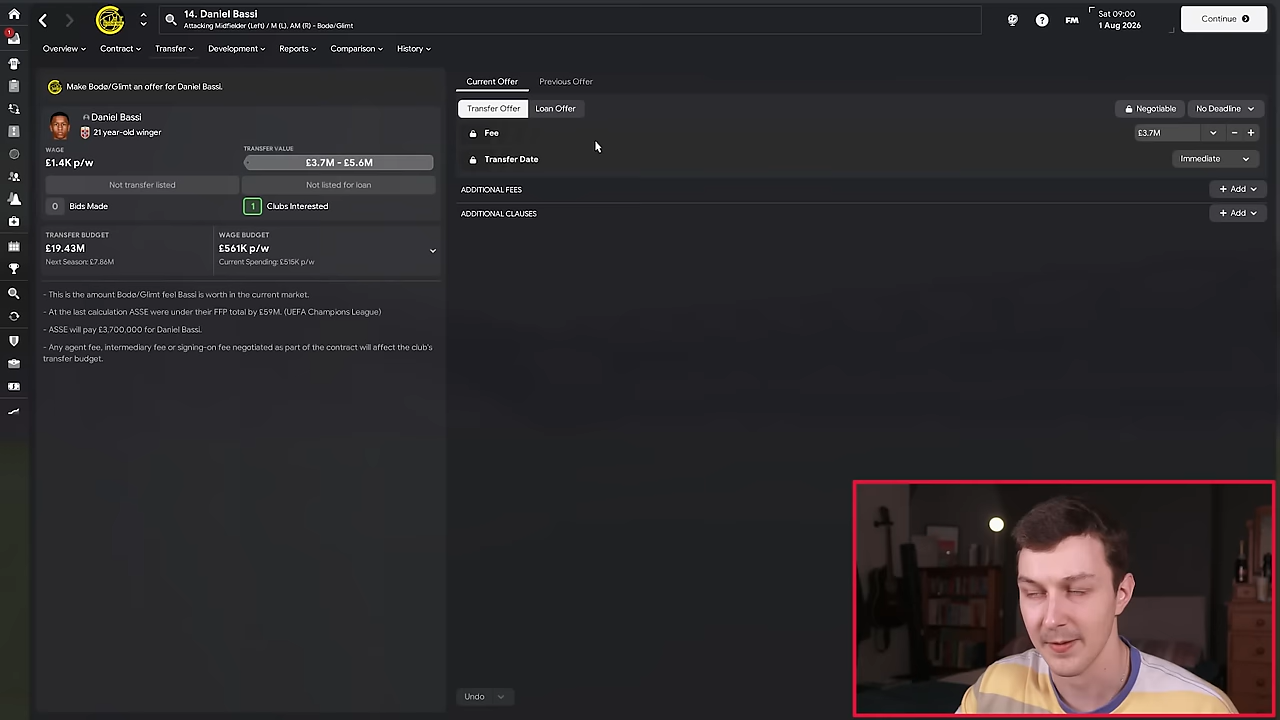 14. Daniel Bassi
Attacking Midfielder (Left) / M (L), AM (R) - Bodø/Glimt
FM
Sat 09:00
1 Aug 2026
Continue
1
Overview
Contract
Transfer
Development
Reports
Comparison
History
Make Bodø/Glimt an offer for Daniel Bassi.
Daniel Bassi
21 year-old winger
WAGE
£1.4K p/w
TRANSFER VALUE
£3.7M - £5.6M
Not transfer listed
Not listed for loan
0 Bids Made
1 Clubs Interested
TRANSFER BUDGET
£19.43M
Next Season: £7.86M
WAGE BUDGET
£561K p/w
Current Spending: £515K p/w
- This is the amount Bodø/Glimt feel Bassi is worth in the current market.
- At the last calculation ASSE were under their FFP total by £59M. (UEFA Champions League)
- ASSE will pay £3,700,000 for Daniel Bassi.
- Any agent fee, intermediary fee or signing-on fee negotiated as part of the contract will affect the club's
transfer budget.
Current Offer
Previous Offer
Transfer Offer
Loan Offer
Negotiable
No Deadline
Fee
£3.7M
Transfer Date
Immediate
ADDITIONAL FEES
+ Add
ADDITIONAL CLAUSES
+ Add
Undo